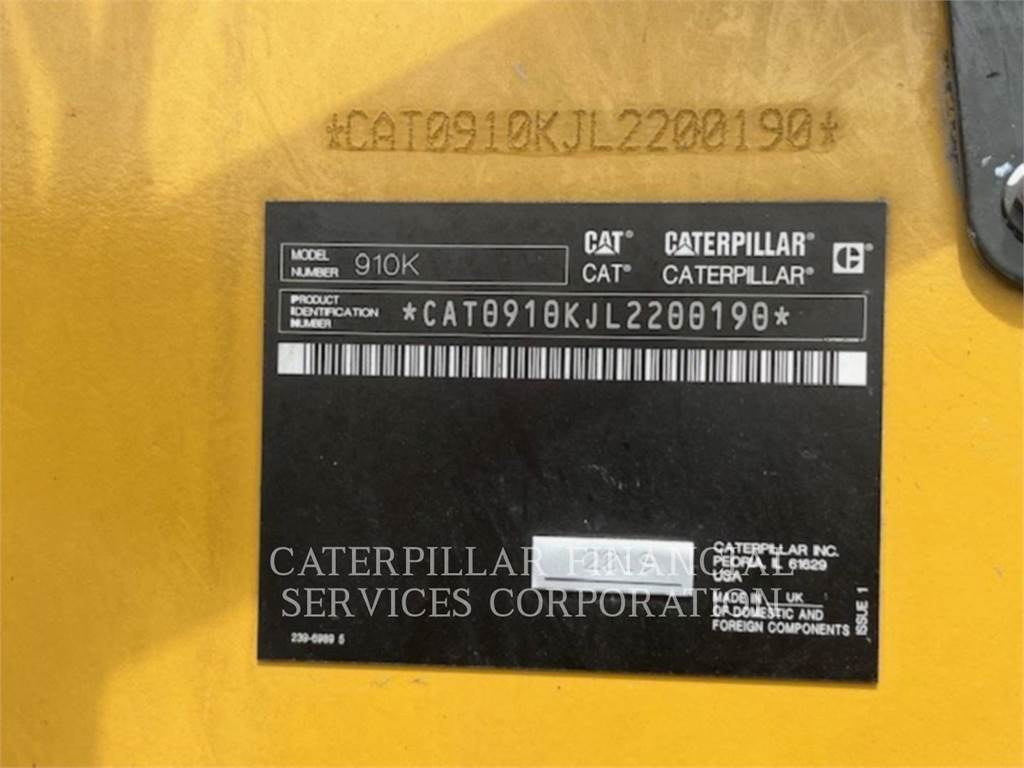 *CAT0910KJL2200190*
MODEL NUMBER 910K
CAT® CATERPILLAR®
CAT® CATERPILLAR®
PRODUCT IDENTIFICATION NUMBER *CAT0910KJL2200190*
CATERPILLAR FINANCIAL
SERVICES CORPORATION
CATERPILLAR INC.
PEORIA, IL 61629
USA
MADE IN UK
OF DOMESTIC AND
FOREIGN COMPONENTS
ISSUE 1
239-6989 5